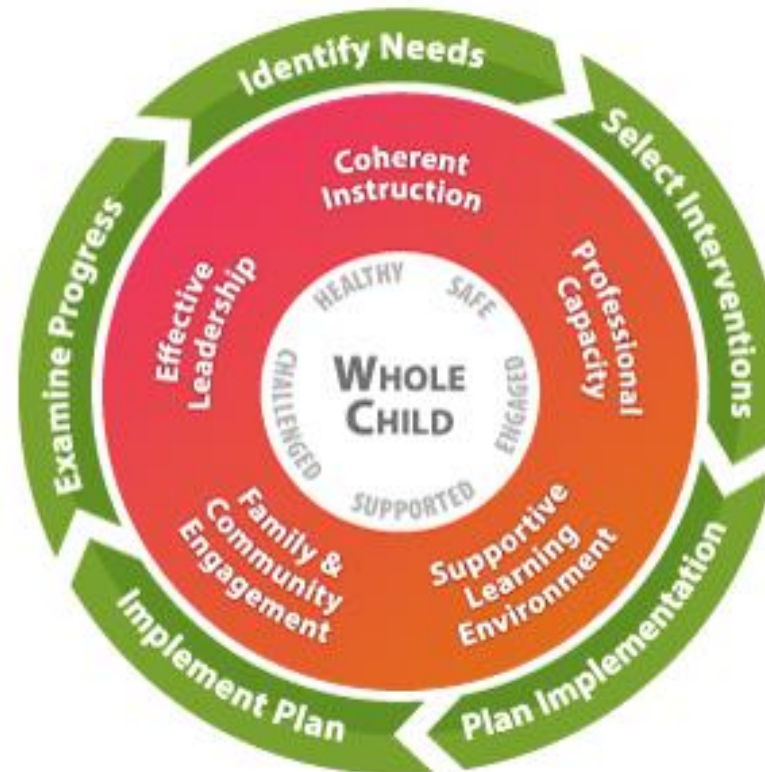 Identify Needs
Select Interventions
Plan Implementation
Implement Plan
Examine Progress
Coherent
Instruction
Professional
Capacity
Supportive
Learning
Environment
Family &
Community
Engagement
Effective
Leadership
HEALTHY
SAFE
ENGAGED
SUPPORTED
CHALLENGED
WHOLE
CHILD